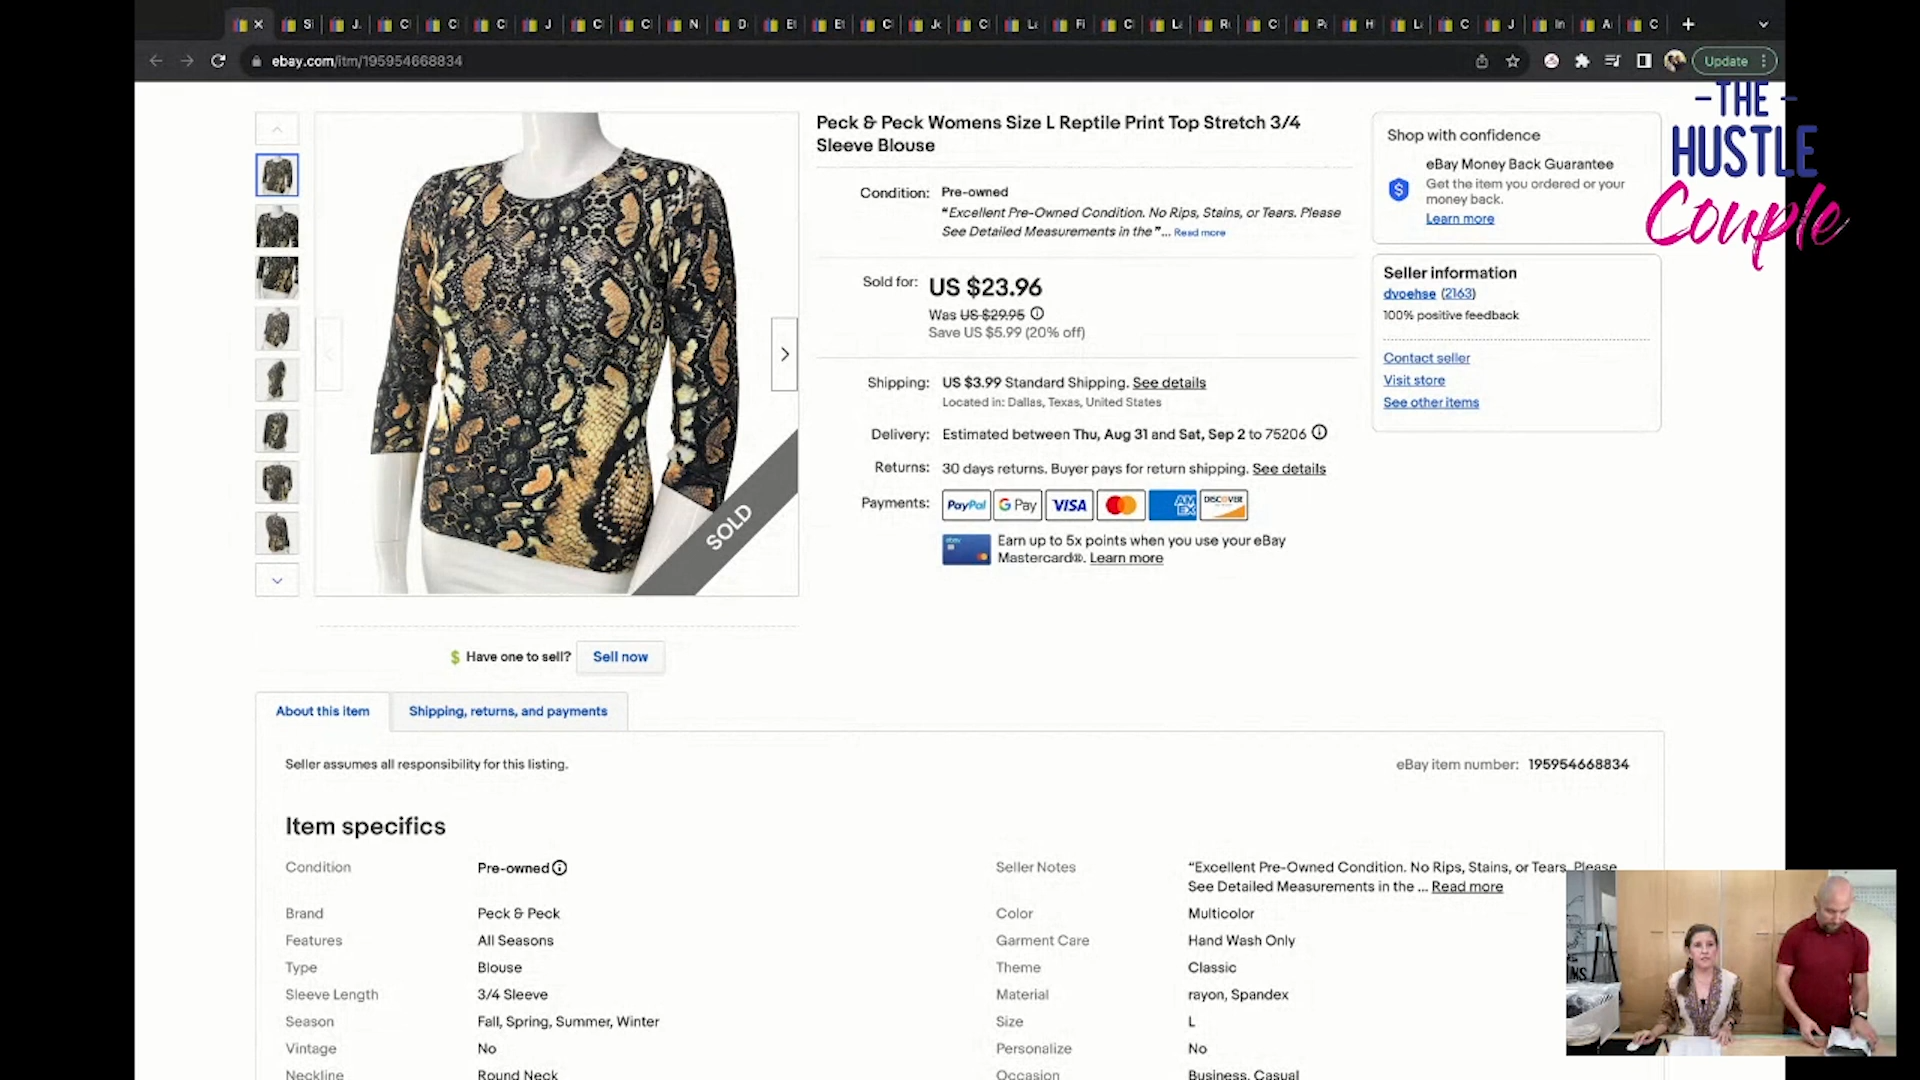 ebay.com/itm/195954668834
Update
-THE-
HUSTLE
Couple
Peck & Peck Womens Size L Reptile Print Top Stretch 3/4
Sleeve Blouse
Condition: Pre-owned
"Excellent Pre-Owned Condition. No Rips, Stains, or Tears. Please
See Detailed Measurements in the"... Read more
Sold for: US $23.96
Was US $29.95
Save US $5.99 (20% off)
Shipping: US $3.99 Standard Shipping. See details
Located in: Dallas, Texas, United States
Delivery: Estimated between Thu, Aug 31 and Sat, Sep 2 to 75206
Returns: 30 days returns. Buyer pays for return shipping. See details
Payments: PayPal G Pay VISA AM EX DISCOVER
ebay
Earn up to 5x points when you use your eBay
Mastercard®. Learn more
Shop with confidence
eBay Money Back Guarantee
Get the item you ordered or your
money back.
Learn more
Seller information
dvoehse (2163)
100% positive feedback
Contact seller
Visit store
See other items
SOLD
$ Have one to sell? Sell now
About this item
Shipping, returns, and payments
Seller assumes all responsibility for this listing.
eBay item number: 195954668834
Item specifics
Condition Pre-owned
Seller Notes "Excellent Pre-Owned Condition. No Rips, Stains, or Tears. Please
See Detailed Measurements in the ... Read more
Brand Peck & Peck
Color Multicolor
Features All Seasons
Garment Care Hand Wash Only
Type Blouse
Theme Classic
Sleeve Length 3/4 Sleeve
Material rayon, Spandex
Season Fall, Spring, Summer, Winter
Size L
Vintage No
Personalize No
Neckline Round Neck
Occasion Business, Casual